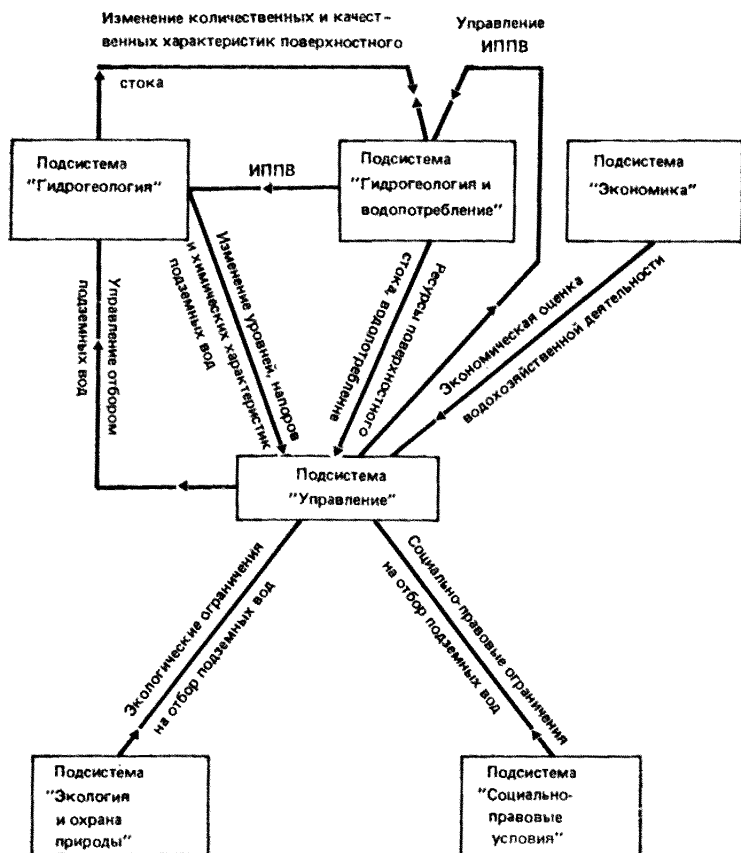 Изменение количественных и качест-
венных характеристик поверхностного
стока
Управление
ИППВ
Подсистема
"Гидрогеология"
ИППВ
Подсистема
"Гидрогеология и
водопотребление"
Подсистема
"Экономика"
Управление отбором
подземных вод
Изменение уровней, напоров
и химических характеристик
подземных вод
Ресурсы поверхностного
стока, водопотребление
Экономическая оценка
водохозяйственной деятельности
Подсистема
"Управление"
Экологические ограничения
на отбор подземных вод
Социально-правовые ограничения
на отбор подземных вод
Подсистема
"Экология
и охрана
природы"
Подсистема
"Социально-
правовые
условия"